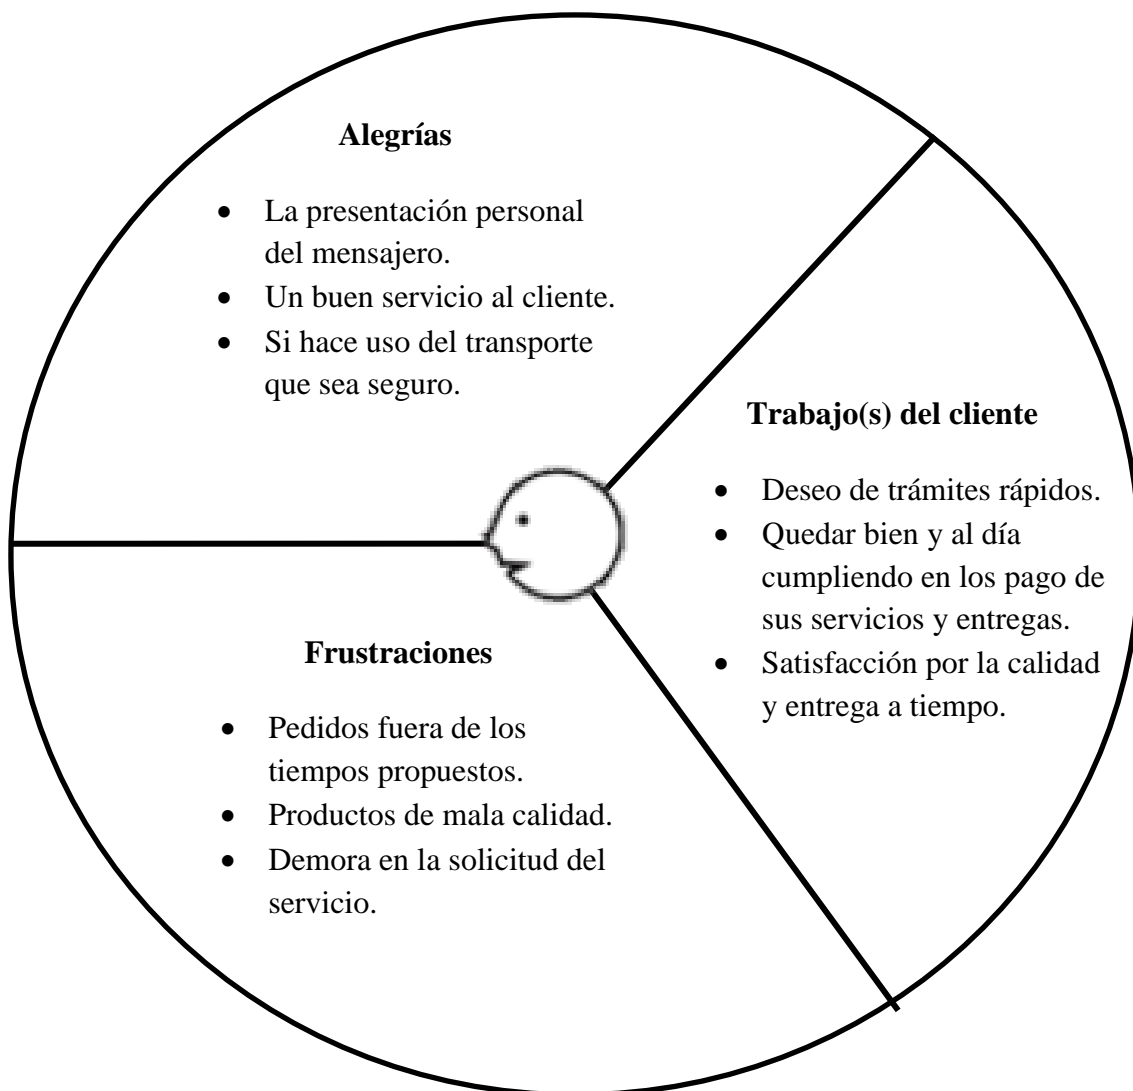 Alegrías
• La presentación personal
del mensajero.
• Un buen servicio al cliente.
• Si hace uso del transporte
que sea seguro.
Trabajo(s) del cliente
• Deseo de trámites rápidos.
• Quedar bien y al día
cumpliendo en los pago de
sus servicios y entregas.
• Satisfacción por la calidad
y entrega a tiempo.
Frustraciones
• Pedidos fuera de los
tiempos propuestos.
• Productos de mala calidad.
• Demora en la solicitud del
servicio.